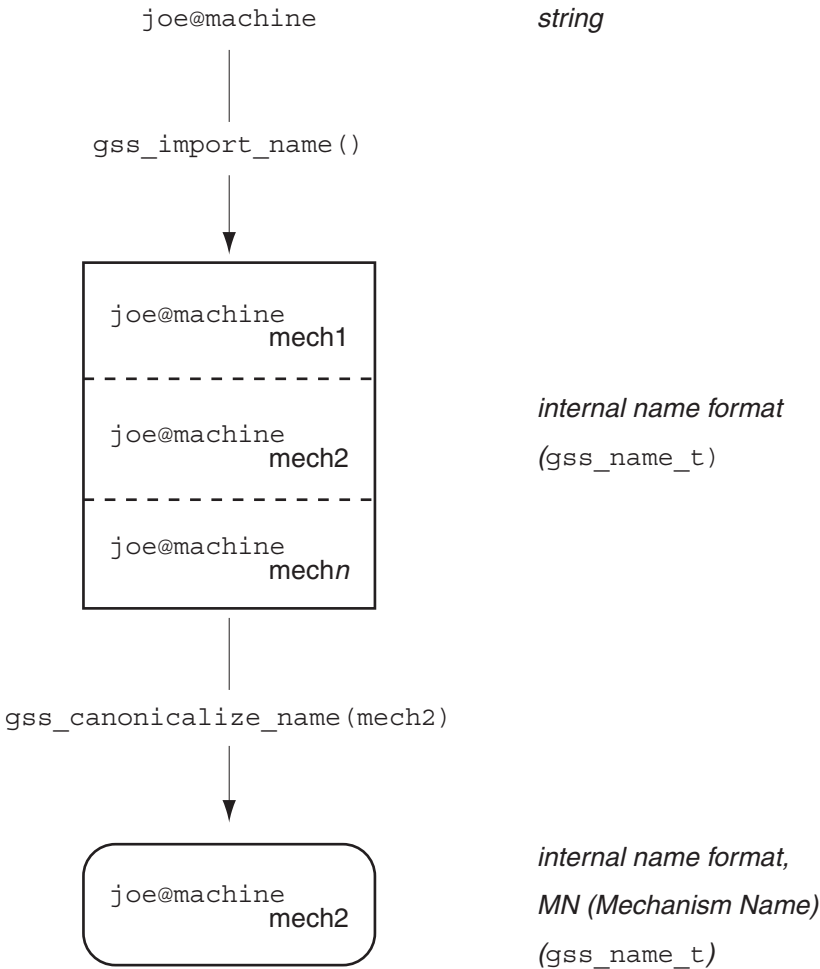 joe@machine string
gss_import_name()
joe@machine
mech1
joe@machine
mech2
internal name format
(gss_name_t)
joe@machine
mechn
gss_canonicalize_name(mech2)
joe@machine
mech2
internal name format,
MN (Mechanism Name)
(gss_name_t)